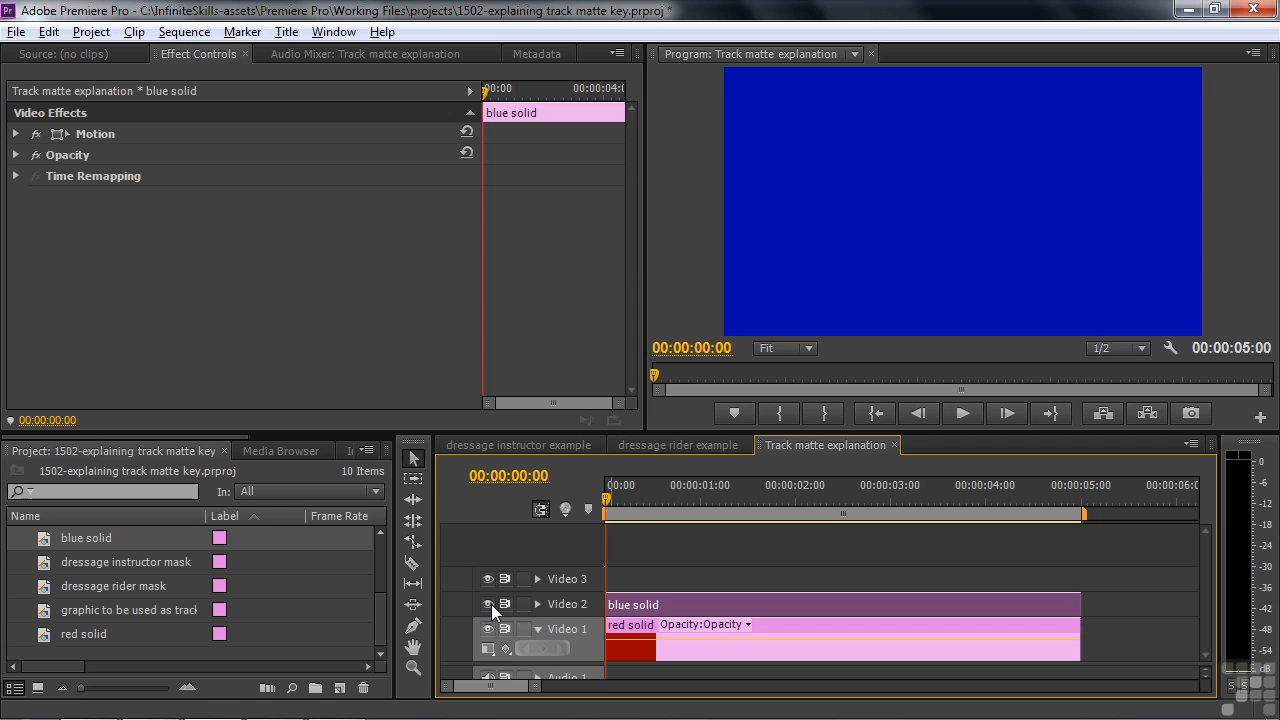 Pr Adobe Premiere Pro - C:\InfiniteSkills-assets\Premiere Pro\Working Files\projects\1502-explaining track matte key.prproj *
File Edit Project Clip Sequence Marker Title Window Help
Source: (no clips) Effect Controls × Audio Mixer: Track matte explanation Metadata
Program: Track matte explanation ×
Track matte explanation * blue solid
00:00 00:00:04:0
Video Effects
blue solid
fx Motion
fx Opacity
Time Remapping
00:00:00:00 Fit 1/2 00:00:05:00
00:00:00:00
Project: 1502-explaining track matte key × Media Browser
1502-explaining track matte key.prproj 10 Items
In: All
Name Label Frame Rate
blue solid
dressage instructor mask
dressage rider mask
graphic to be used as track
red solid
dressage instructor example dressage rider example Track matte explanation ×
00:00:00:00
00:00 00:00:01:00 00:00:02:00 00:00:03:00 00:00:04:00 00:00:05:00 00:00:06:0
Video 3
Video 2 blue solid
Video 1 red solid Opacity:Opacity
Audio 1
0
-6
-12
-18
-24
-30
-36
-42
-48
-54
dB
S S